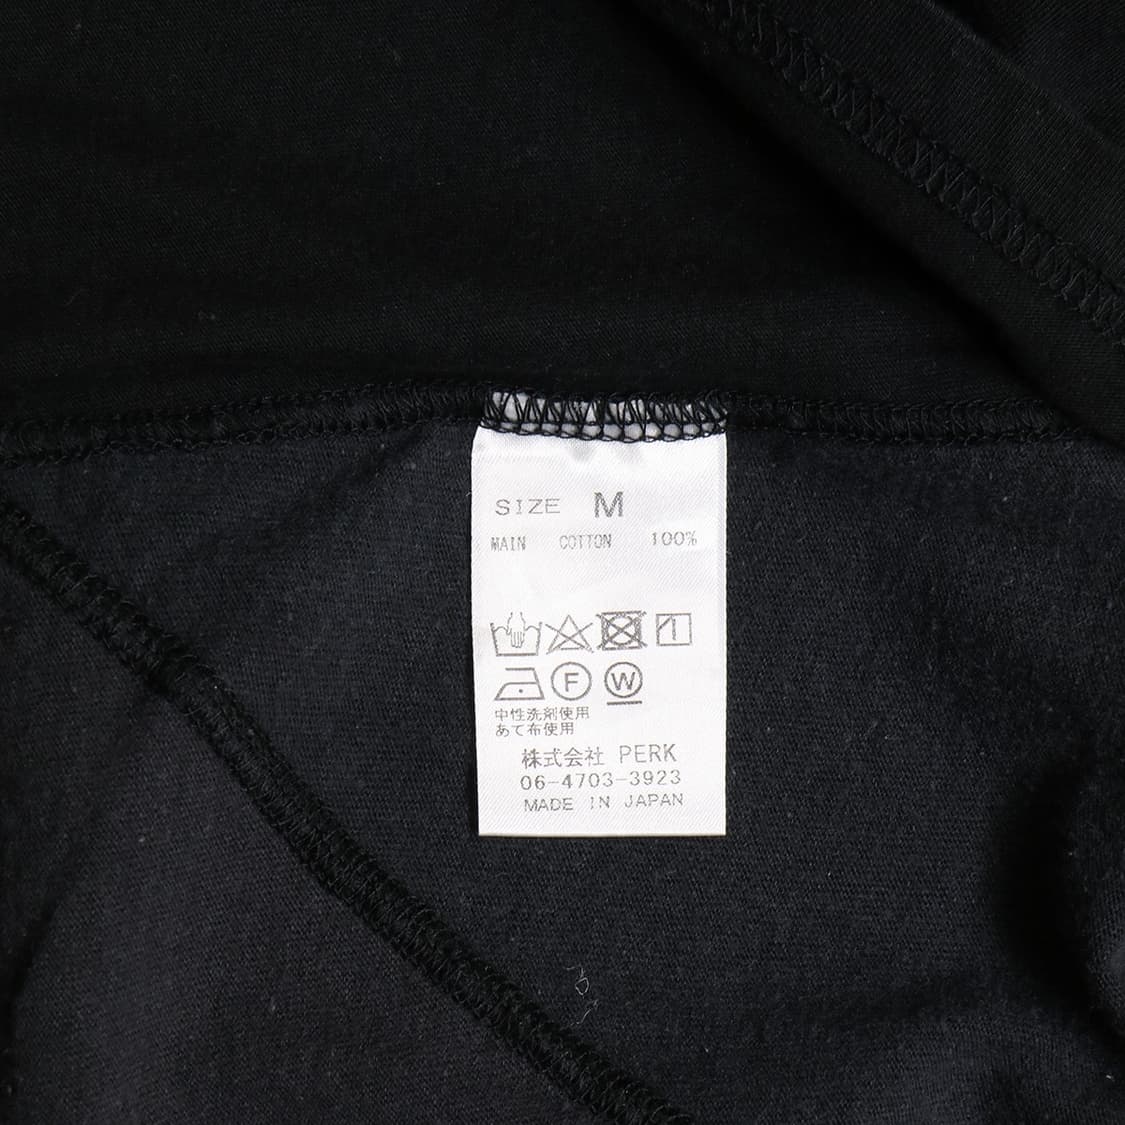 SIZE M
MAIN COTTON 100%
F W
中性洗剤使用
あて布使用
株式会社 PERK
06-4703-3923
MADE IN JAPAN